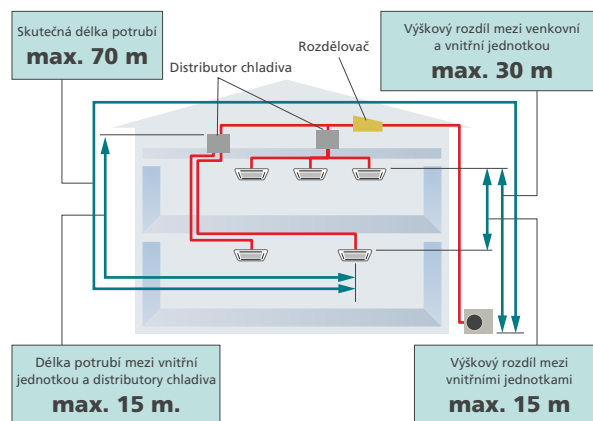 Skutečná délka potrubí
max. 70 m
Rozdělovač
Distributor chladiva
Výškový rozdíl mezi venkovní
a vnitřní jednotkou
max. 30 m
Délka potrubí mezi vnitřní
jednotkou a distributory chladiva
max. 15 m.
Výškový rozdíl mezi
vnitřními jednotkami
max. 15 m